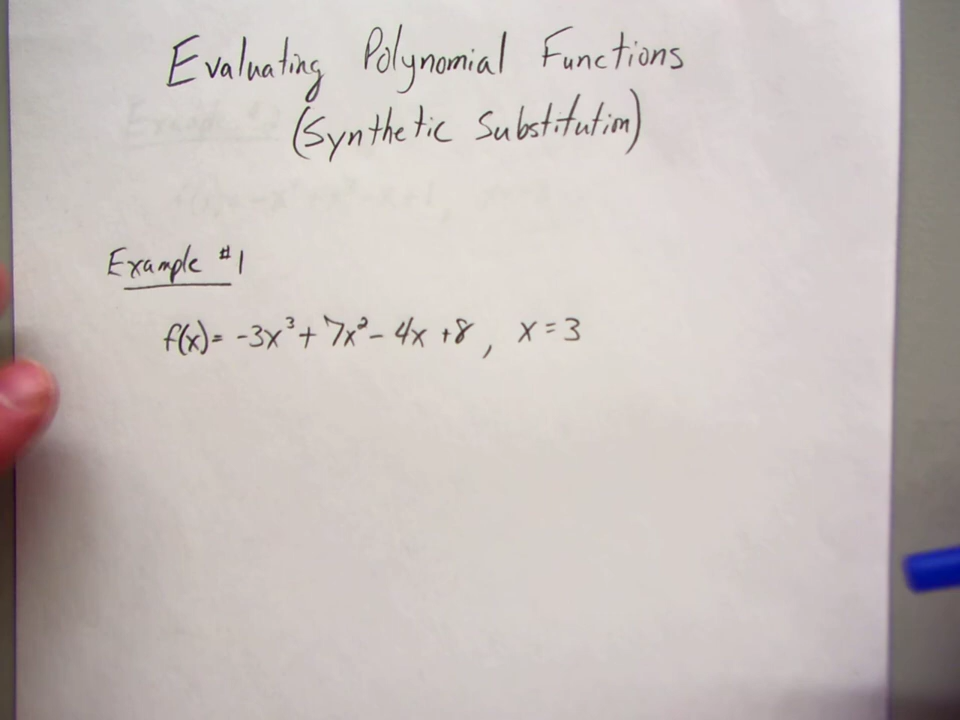 Evaluating Polynomial Functions
(Synthetic Substitution)
Example #1
f(x)= -3x³ + 7x² - 4x +8 , x = 3